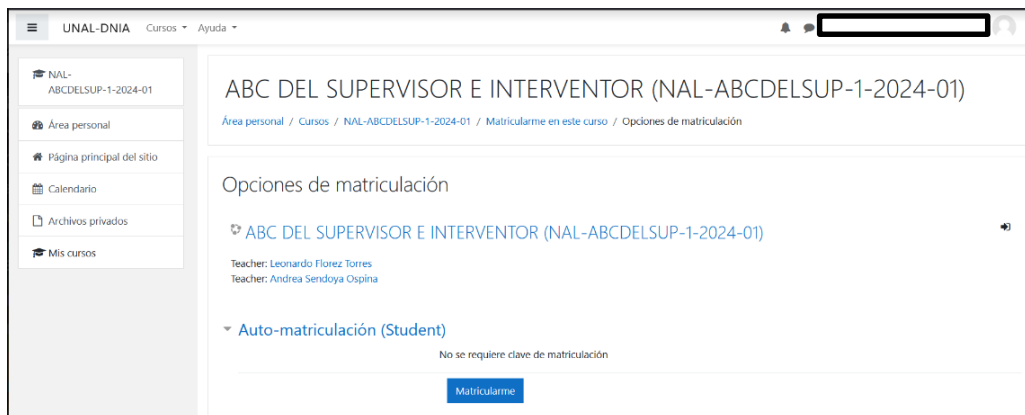 UNAL-DNIA Cursos Ayuda
NAL-
ABCDELSUP-1-2024-01
Área personal
Página principal del sitio
Calendario
Archivos privados
Mis cursos
ABC DEL SUPERVISOR E INTERVENTOR (NAL-ABCDELSUP-1-2024-01)
Área personal / Cursos / NAL-ABCDELSUP-1-2024-01 / Matricularme en este curso / Opciones de matriculación
Opciones de matriculación
ABC DEL SUPERVISOR E INTERVENTOR (NAL-ABCDELSUP-1-2024-01)
Teacher: Leonardo Florez Torres
Teacher: Andrea Sendoya Ospina
Auto-matriculación (Student)
No se requiere clave de matriculación
Matricularme